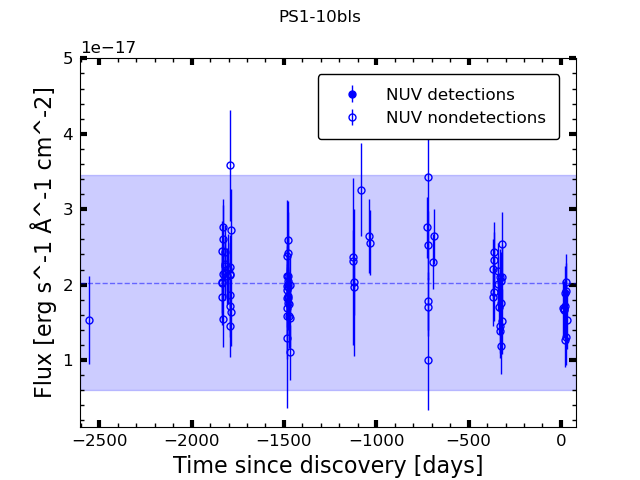 PS1-10bls
1e−17
NUV detections
NUV nondetections
5
4
3
2
1
Flux [erg s^-1 Å^-1 cm^-2]
−2500 −2000 −1500 −1000 −500 0
Time since discovery [days]